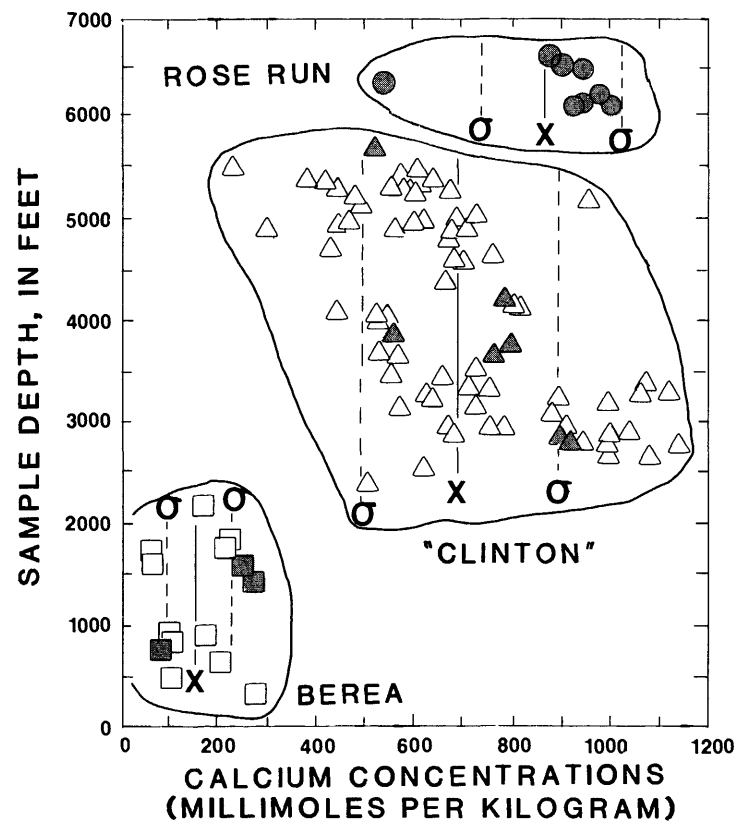 7000
ROSE RUN
6000
σ X σ
5000
4000
3000
σ X σ
2000
σ σ
"CLINTON"
1000
X
BEREA
0
0 200 400 600 800 1000 1200
SAMPLE DEPTH, IN FEET
CALCIUM CONCENTRATIONS
(MILLIMOLES PER KILOGRAM)